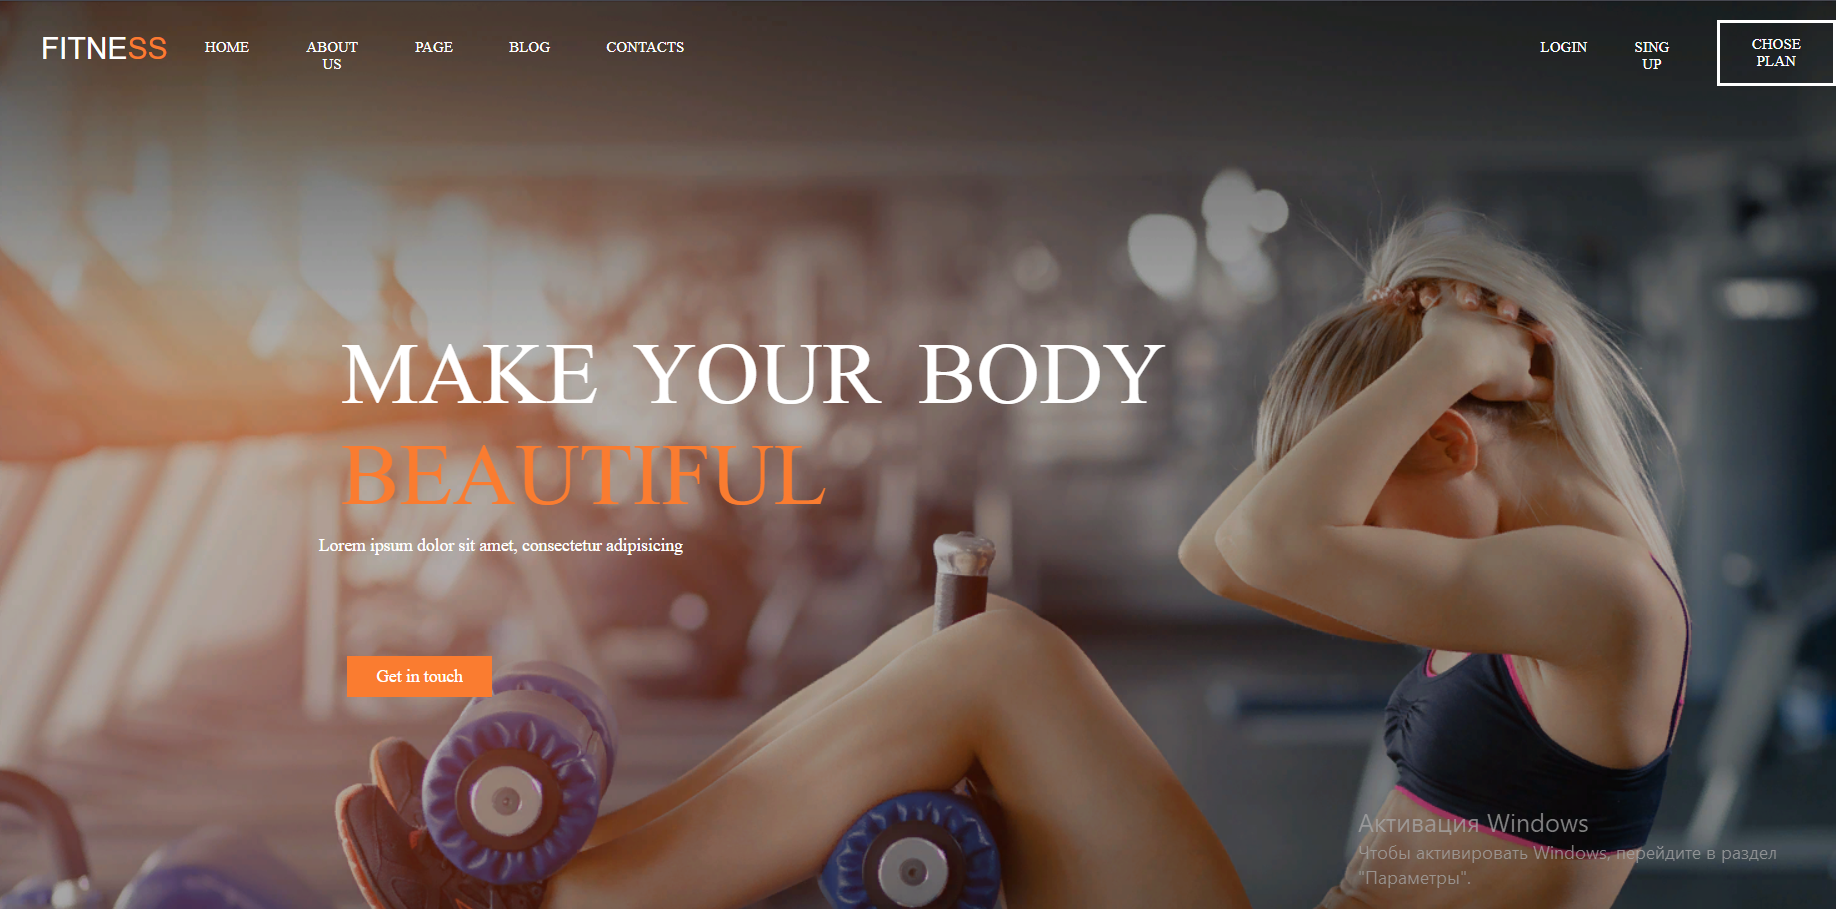 FITNESS HOME ABOUT US PAGE BLOG CONTACTS LOGIN SING UP CHOSE PLAN
MAKE YOUR BODY
BEAUTIFUL
Lorem ipsum dolor sit amet, consectetur adipisicing
Get in touch
Активация Windows
Чтобы активировать Windows, перейдите в раздел
"Параметры".